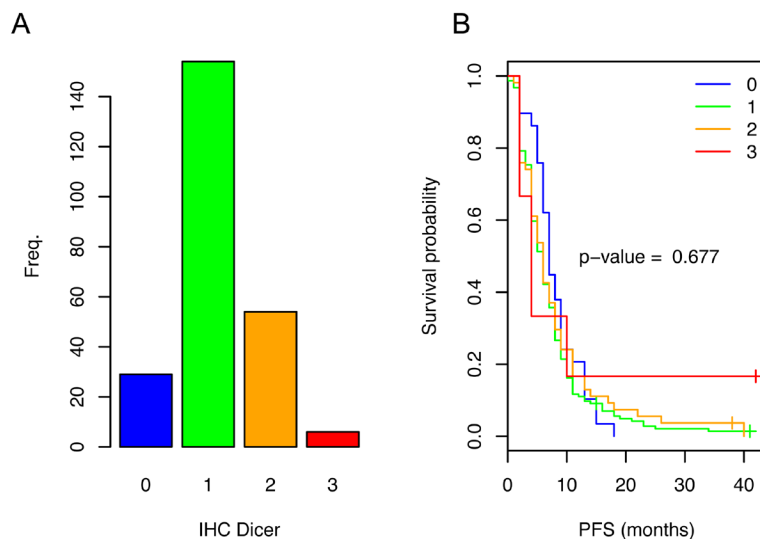 A
Freq.
0 20 40 60 80 100 120 140
0 1 2 3
IHC Dicer
B
Survival probability
0.0 0.2 0.4 0.6 0.8 1.0
0
1
2
3
p-value = 0.677
0 10 20 30 40
PFS (months)